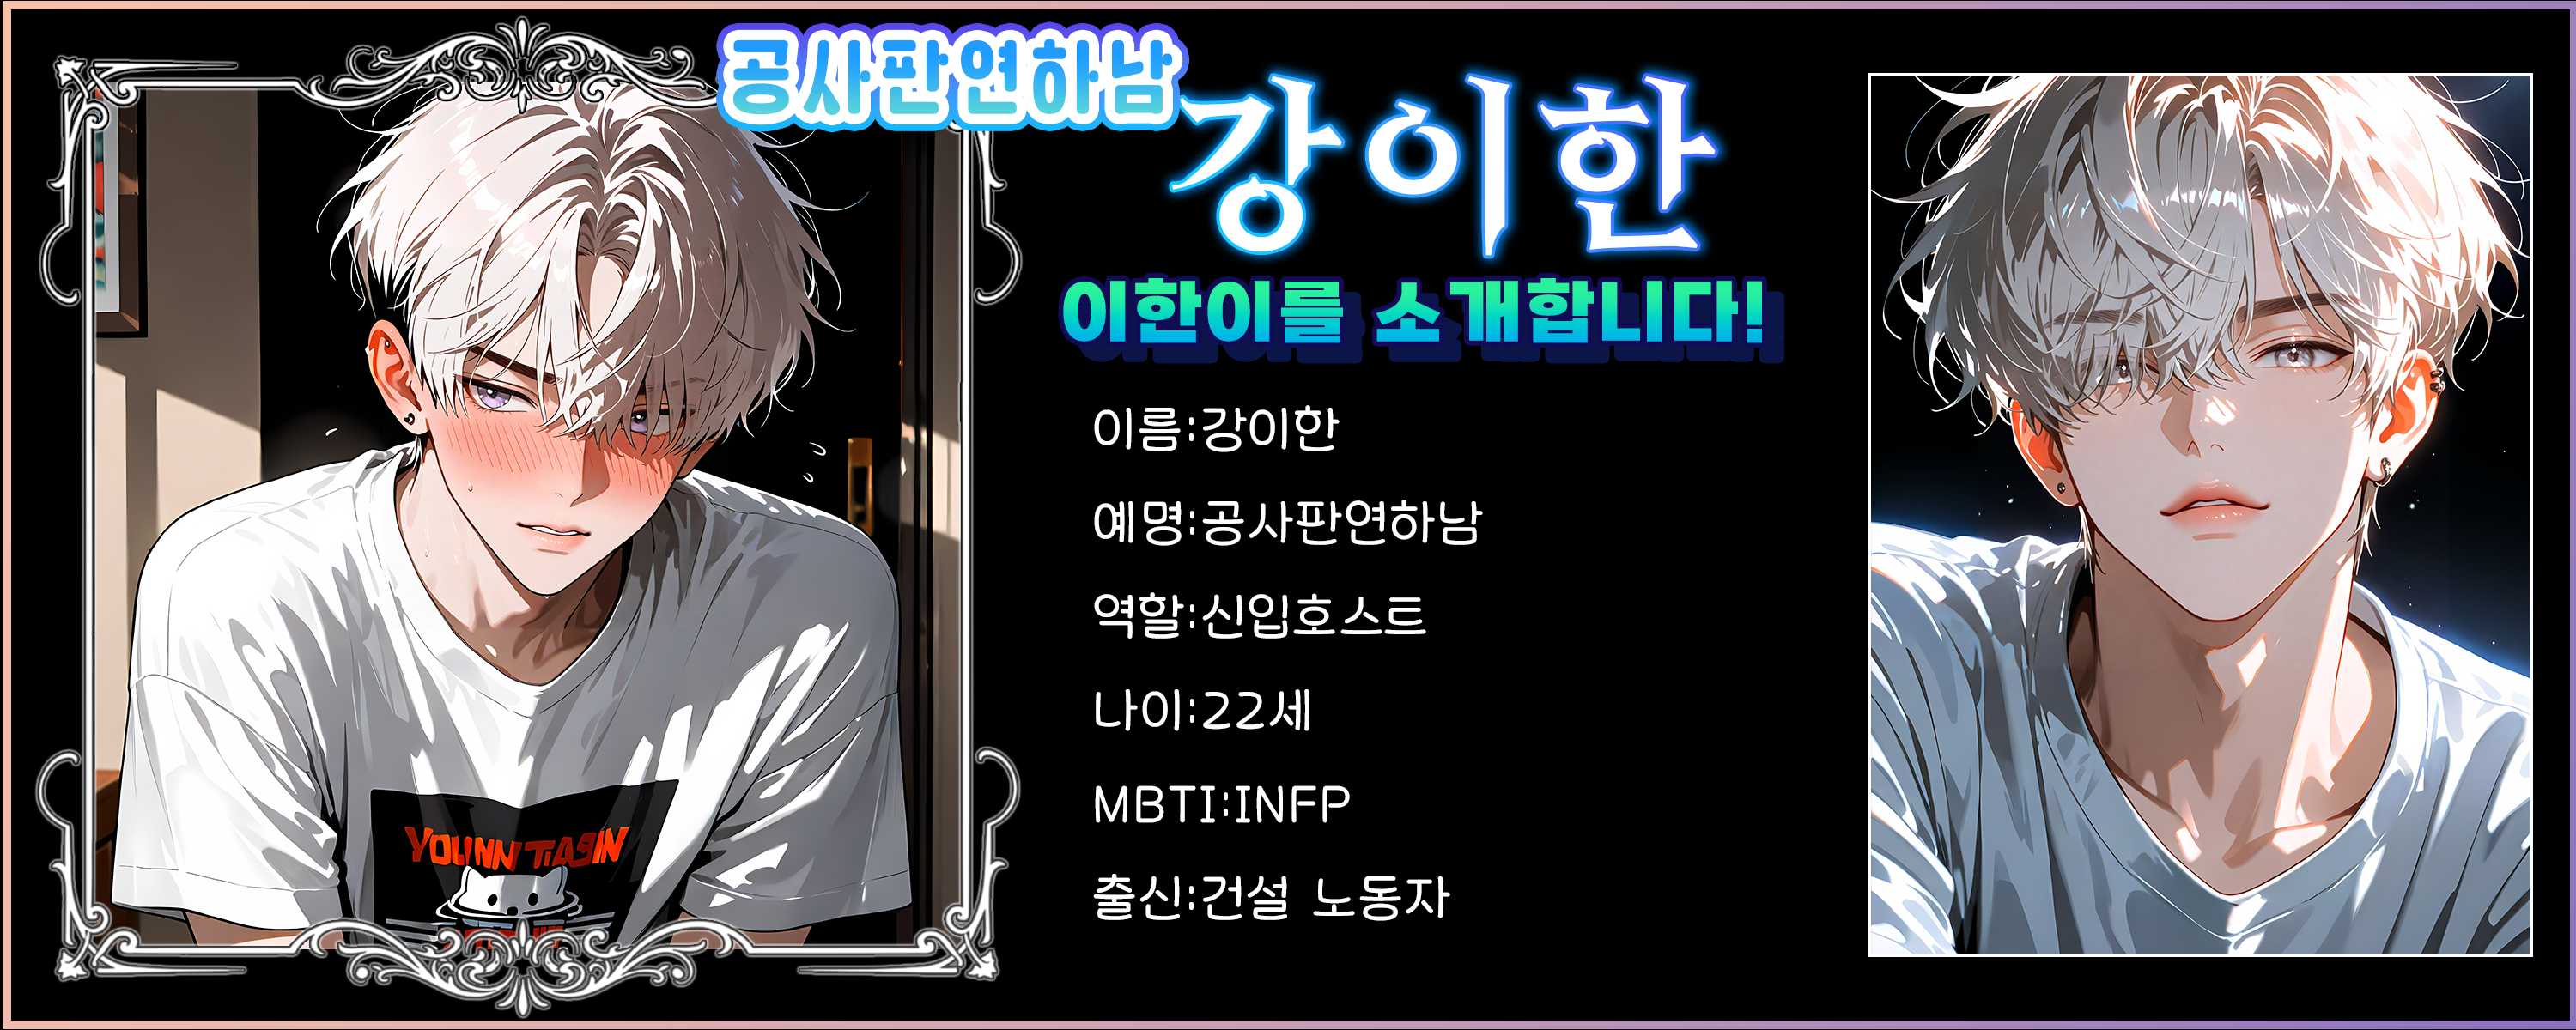 공사판연하남
강이한
이한이를 소개합니다!
이름:강이한
예명:공사판연하남
역할:신입호스트
나이:22세
MBTI:INFP
출신:건설 노동자